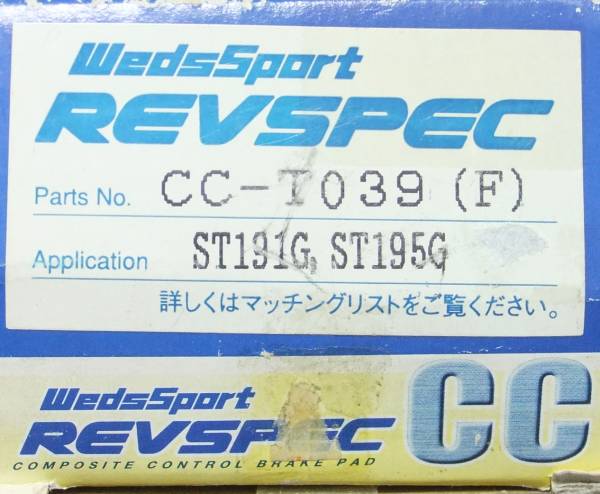 WedsSport
REVSPEC
Parts No. CC-T039 (F)
Application ST191G, ST195G
詳しくはマッチングリストをご覧ください。
WedsSport
REVSPEC CC
COMPOSITE CONTROL BRAKE PAD